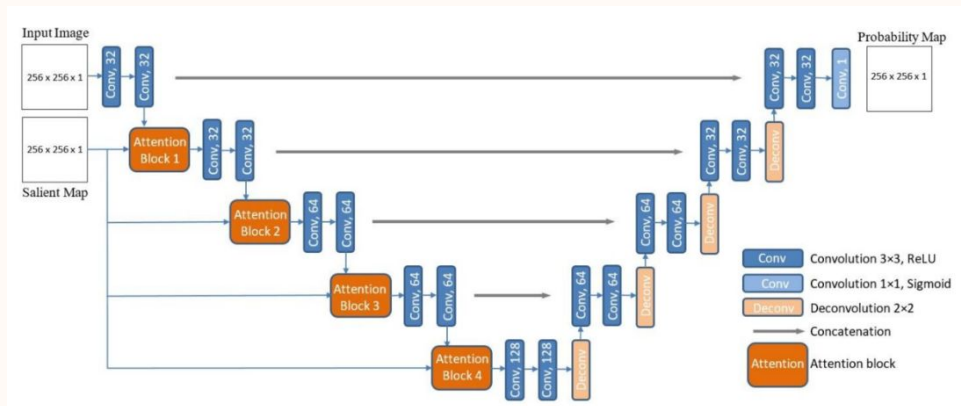 Input Image
256 x 256 x 1
Conv, 32
Conv, 32
Conv, 32
Conv, 32
Conv, 1
Probability Map
256 x 256 x 1
256 x 256 x 1
Salient Map
Attention
Block 1
Conv, 32
Conv, 32
Conv, 32
Conv, 32
Deconv
Attention
Block 2
Conv, 64
Conv, 64
Conv, 64
Conv, 64
Deconv
Attention
Block 3
Conv, 64
Conv, 64
Conv, 64
Conv, 64
Deconv
Attention
Block 4
Conv, 128
Conv, 128
Deconv
Conv Convolution 3×3, ReLU
Conv Convolution 1×1, Sigmoid
Deconv Deconvolution 2×2
Concatenation
Attention Attention block